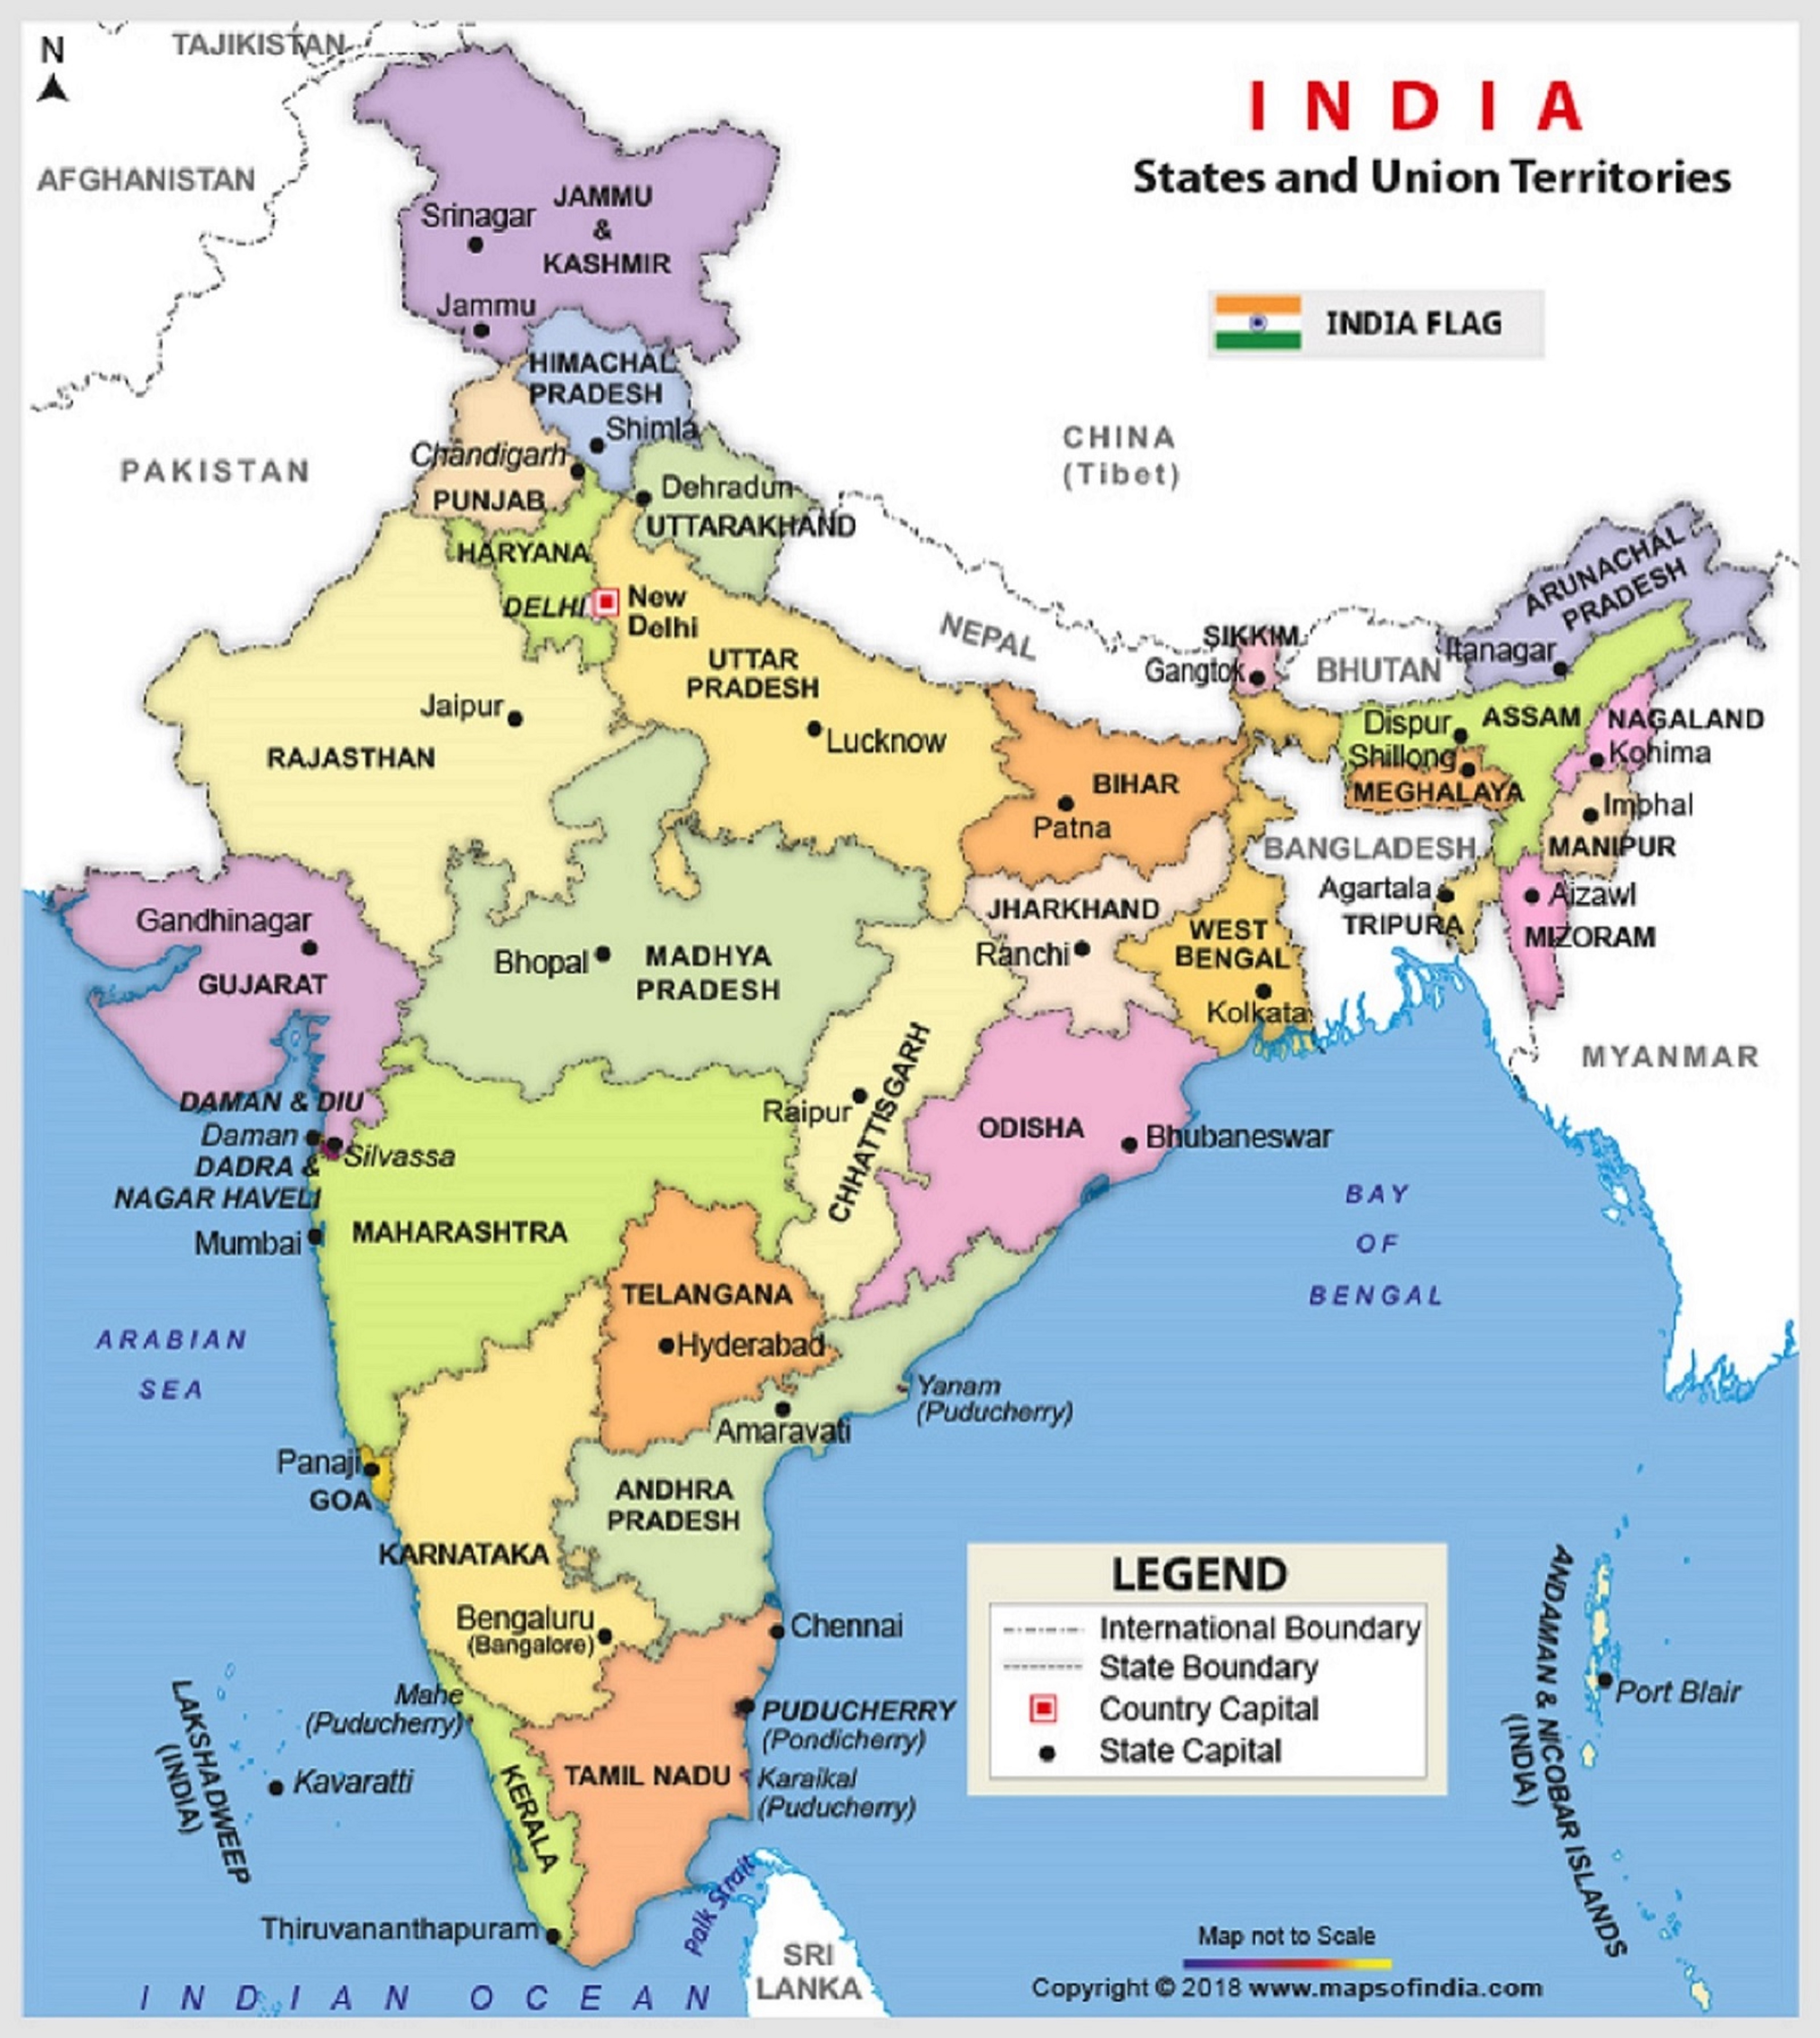 N
TAJIKISTAN
INDIA
States and Union Territories
AFGHANISTAN
JAMMU
&
KASHMIR
Srinagar
Jammu
INDIA FLAG
HIMACHAL
PRADESH
Shimla
CHINA
(Tibet)
PAKISTAN
Chandigarh
PUNJAB
Dehradun
UTTARAKHAND
HARYANA
DELHI
New
Delhi
NEPAL
ARUNACHAL
PRADESH
SIKKIM
Gangtok
BHUTAN
Itanagar
UTTAR
PRADESH
Jaipur
Lucknow
RAJASTHAN
Dispur
ASSAM
NAGALAND
Shillong
Kohima
MEGHALAYA
BIHAR
Patna
Imphal
MANIPUR
BANGLADESH
Agartala
Aizawl
TRIPURA
MIZORAM
JHARKHAND
Ranchi
WEST
BENGAL
Kolkata
Gandhinagar
GUJARAT
Bhopal
MADHYA
PRADESH
MYANMAR
DAMAN & DIU
Daman
Silvassa
DADRA &
NAGAR HAVELI
Mumbai
MAHARASHTRA
Raipur
CHHATTISGARH
ODISHA
Bhubaneswar
BAY
OF
BENGAL
TELANGANA
Hyderabad
ARABIAN
SEA
Yanam
(Puducherry)
Amaravati
Panaji
GOA
ANDHRA
PRADESH
KARNATAKA
Bengaluru
(Bangalore)
Chennai
LEGEND
International Boundary
State Boundary
Country Capital
State Capital
ANDAMAN & NICOBAR ISLANDS
(INDIA)
Port Blair
Mahe
(Puducherry)
PUDUCHERRY
(Pondicherry)
LAKSHADWEEP
(INDIA)
Kavaratti
KERALA
TAMIL NADU
Karaikal
(Puducherry)
Thiruvananthapuram
Palk Strait
SRI
LANKA
Map not to Scale
Copyright © 2018 www.mapsofindia.com
INDIAN OCEAN